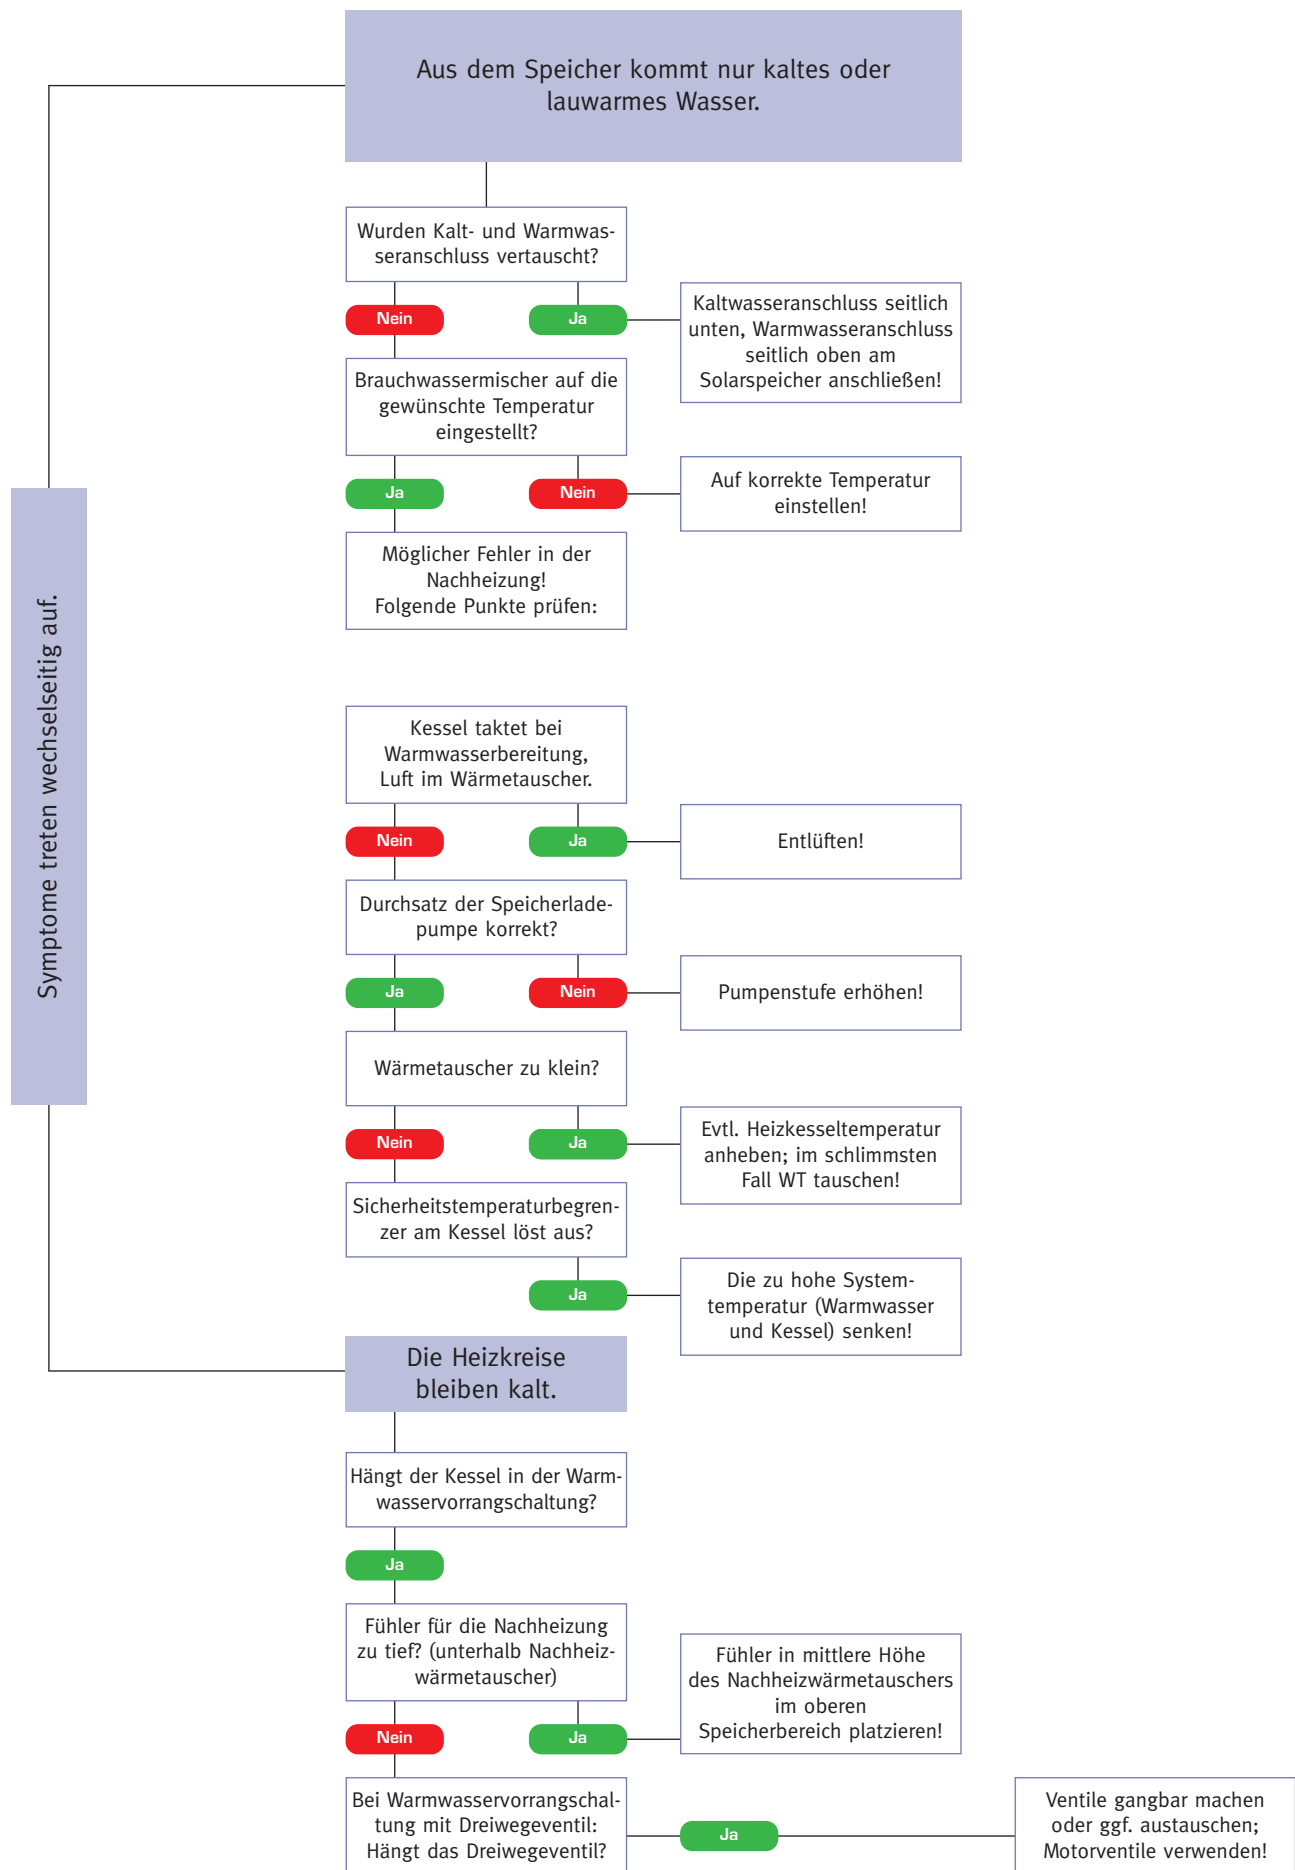 Aus dem Speicher kommt nur kaltes oder
lauwarmes Wasser.
Wurden Kalt- und Warmwas-
seranschluss vertauscht?
Nein
Ja
Kaltwasseranschluss seitlich
unten, Warmwasseranschluss
seitlich oben am
Solarspeicher anschließen!
Brauchwassermischer auf die
gewünschte Temperatur
eingestellt?
Ja
Nein
Auf korrekte Temperatur
einstellen!
Möglicher Fehler in der
Nachheizung!
Folgende Punkte prüfen:
Symptome treten wechselseitig auf.
Kessel taktet bei
Warmwasserbereitung,
Luft im Wärmetauscher.
Nein
Ja
Entlüften!
Durchsatz der Speicherlade-
pumpe korrekt?
Ja
Nein
Pumpenstufe erhöhen!
Wärmetauscher zu klein?
Nein
Ja
Evtl. Heizkesseltemperatur
anheben; im schlimmsten
Fall WT tauschen!
Sicherheitstemperaturbegren-
zer am Kessel löst aus?
Ja
Die zu hohe System-
temperatur (Warmwasser
und Kessel) senken!
Die Heizkreise
bleiben kalt.
Hängt der Kessel in der Warm-
wasservorrangschaltung?
Ja
Fühler für die Nachheizung
zu tief? (unterhalb Nachheiz-
wärmetauscher)
Nein
Ja
Fühler in mittlere Höhe
des Nachheizwärmetauschers
im oberen
Speicherbereich platzieren!
Bei Warmwasservorrangschal-
tung mit Dreiwegeventil:
Hängt das Dreiwegeventil?
Ja
Ventile gangbar machen
oder ggf. austauschen;
Motorventile verwenden!